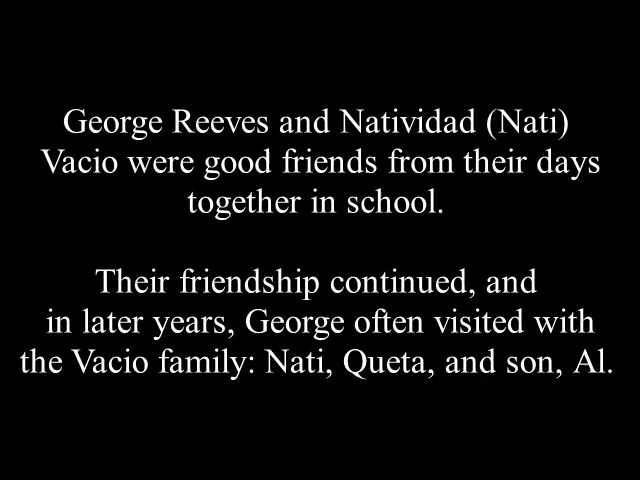 George Reeves and Natividad (Nati)
Vacio were good friends from their days
together in school.
Their friendship continued, and
in later years, George often visited with
the Vacio family: Nati, Queta, and son, Al.